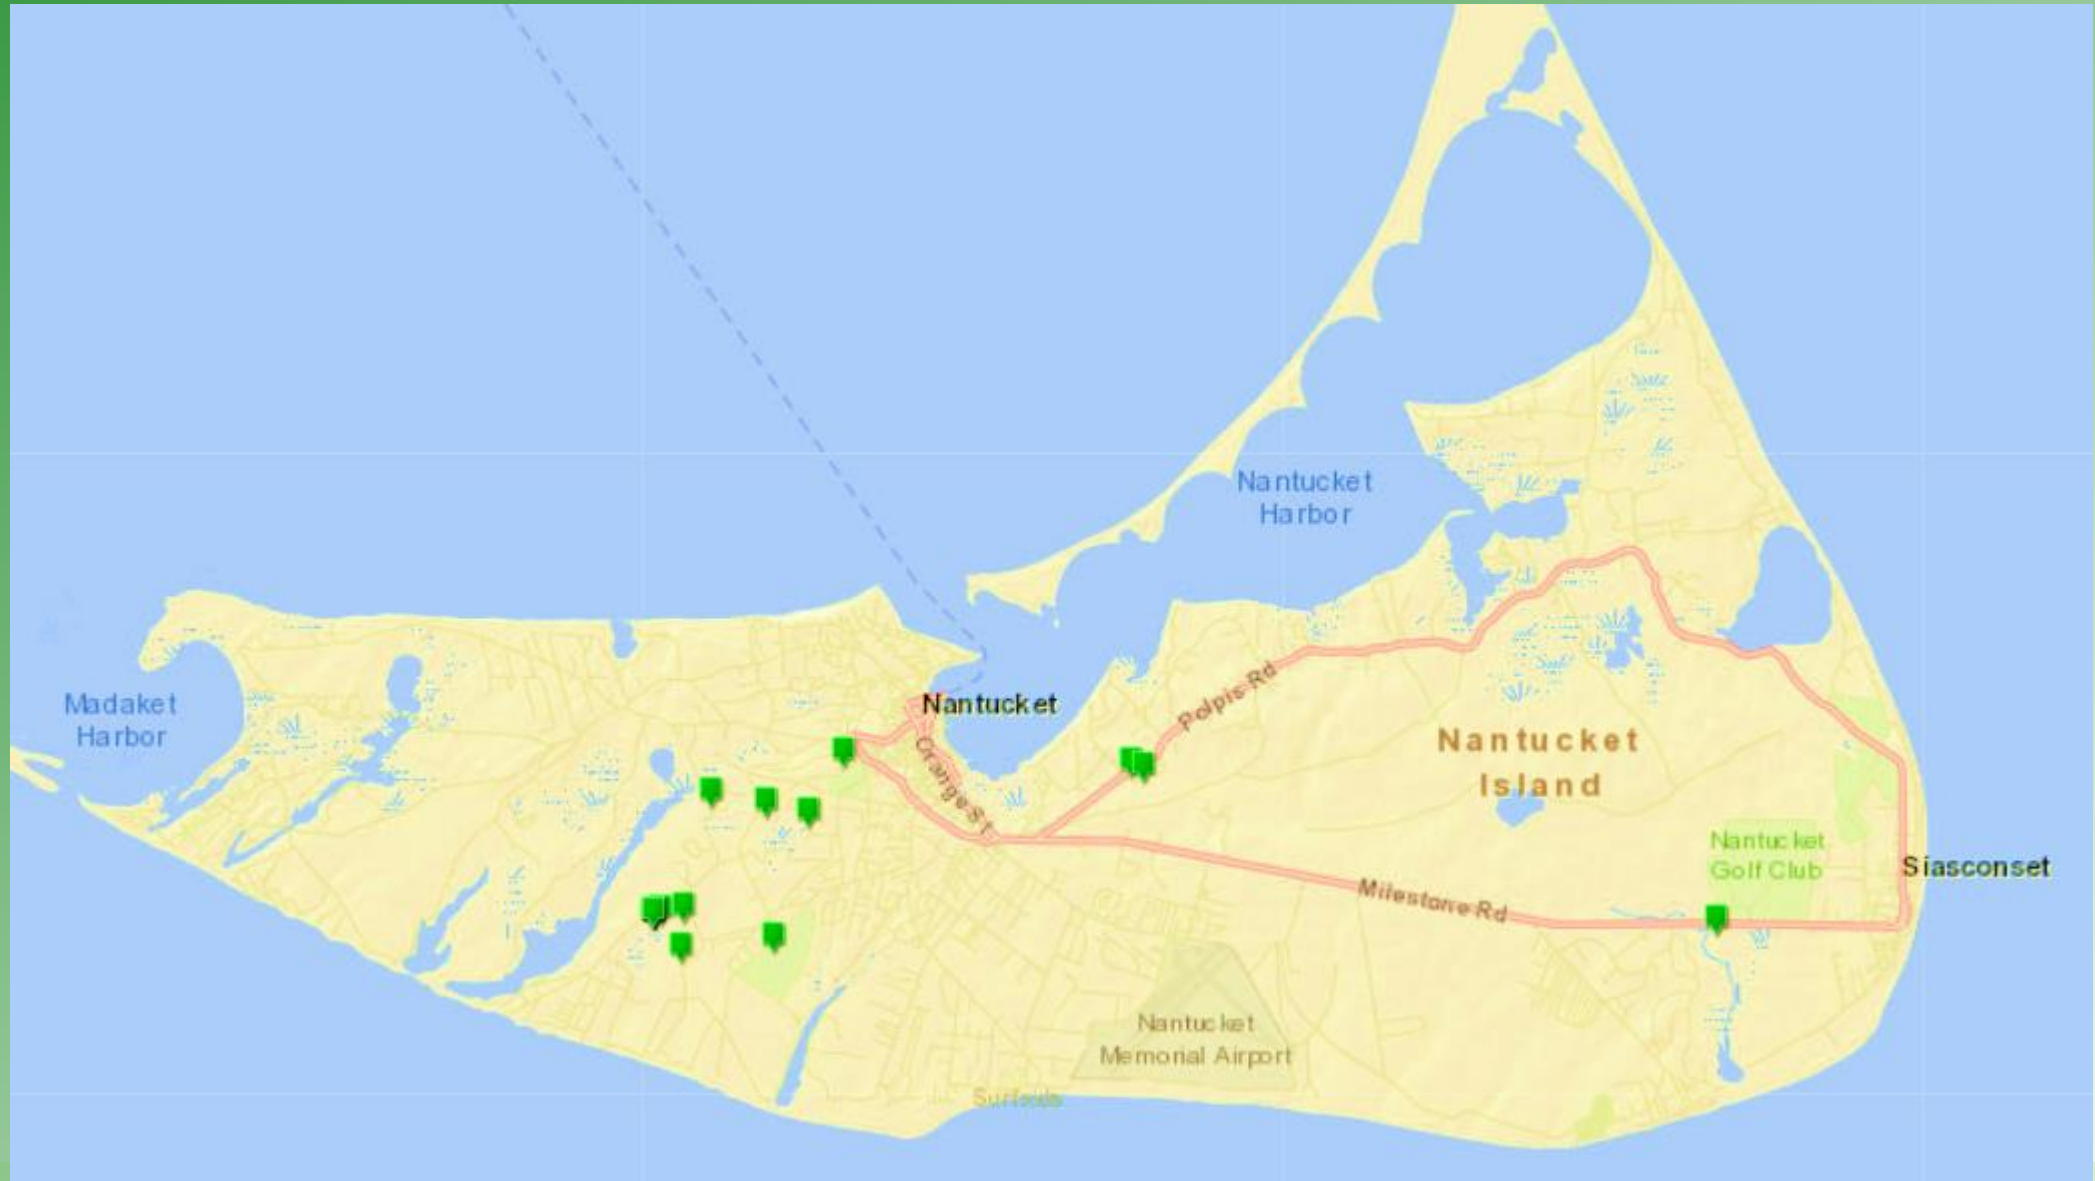 Nantucket
Harbor
Polpis Rd
Madaket
Harbor
Nantucket
Orange St
Nantucket
Island
Nantucket
Golf Club
Siasconset
Milestone Rd
Nantucket
Memorial Airport
Surfside